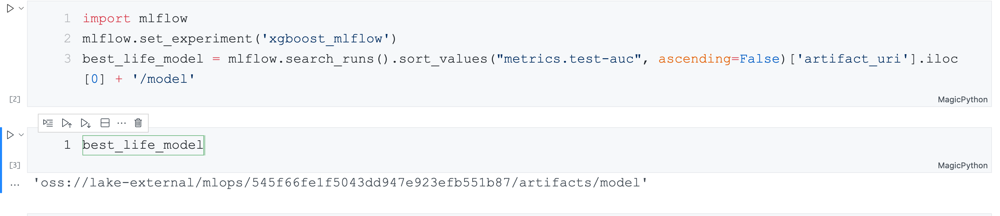 1 import mlflow
2 mlflow.set_experiment('xgboost_mlflow')
3 best_life_model = mlflow.search_runs().sort_values("metrics.test-auc", ascending=False)['artifact_uri'].iloc
[0] + '/model'
[2]
MagicPython
1 best_life_model
[3]
MagicPython
'oss://lake-external/mlops/545f66fe1f5043dd947e923efb551b87/artifacts/model'